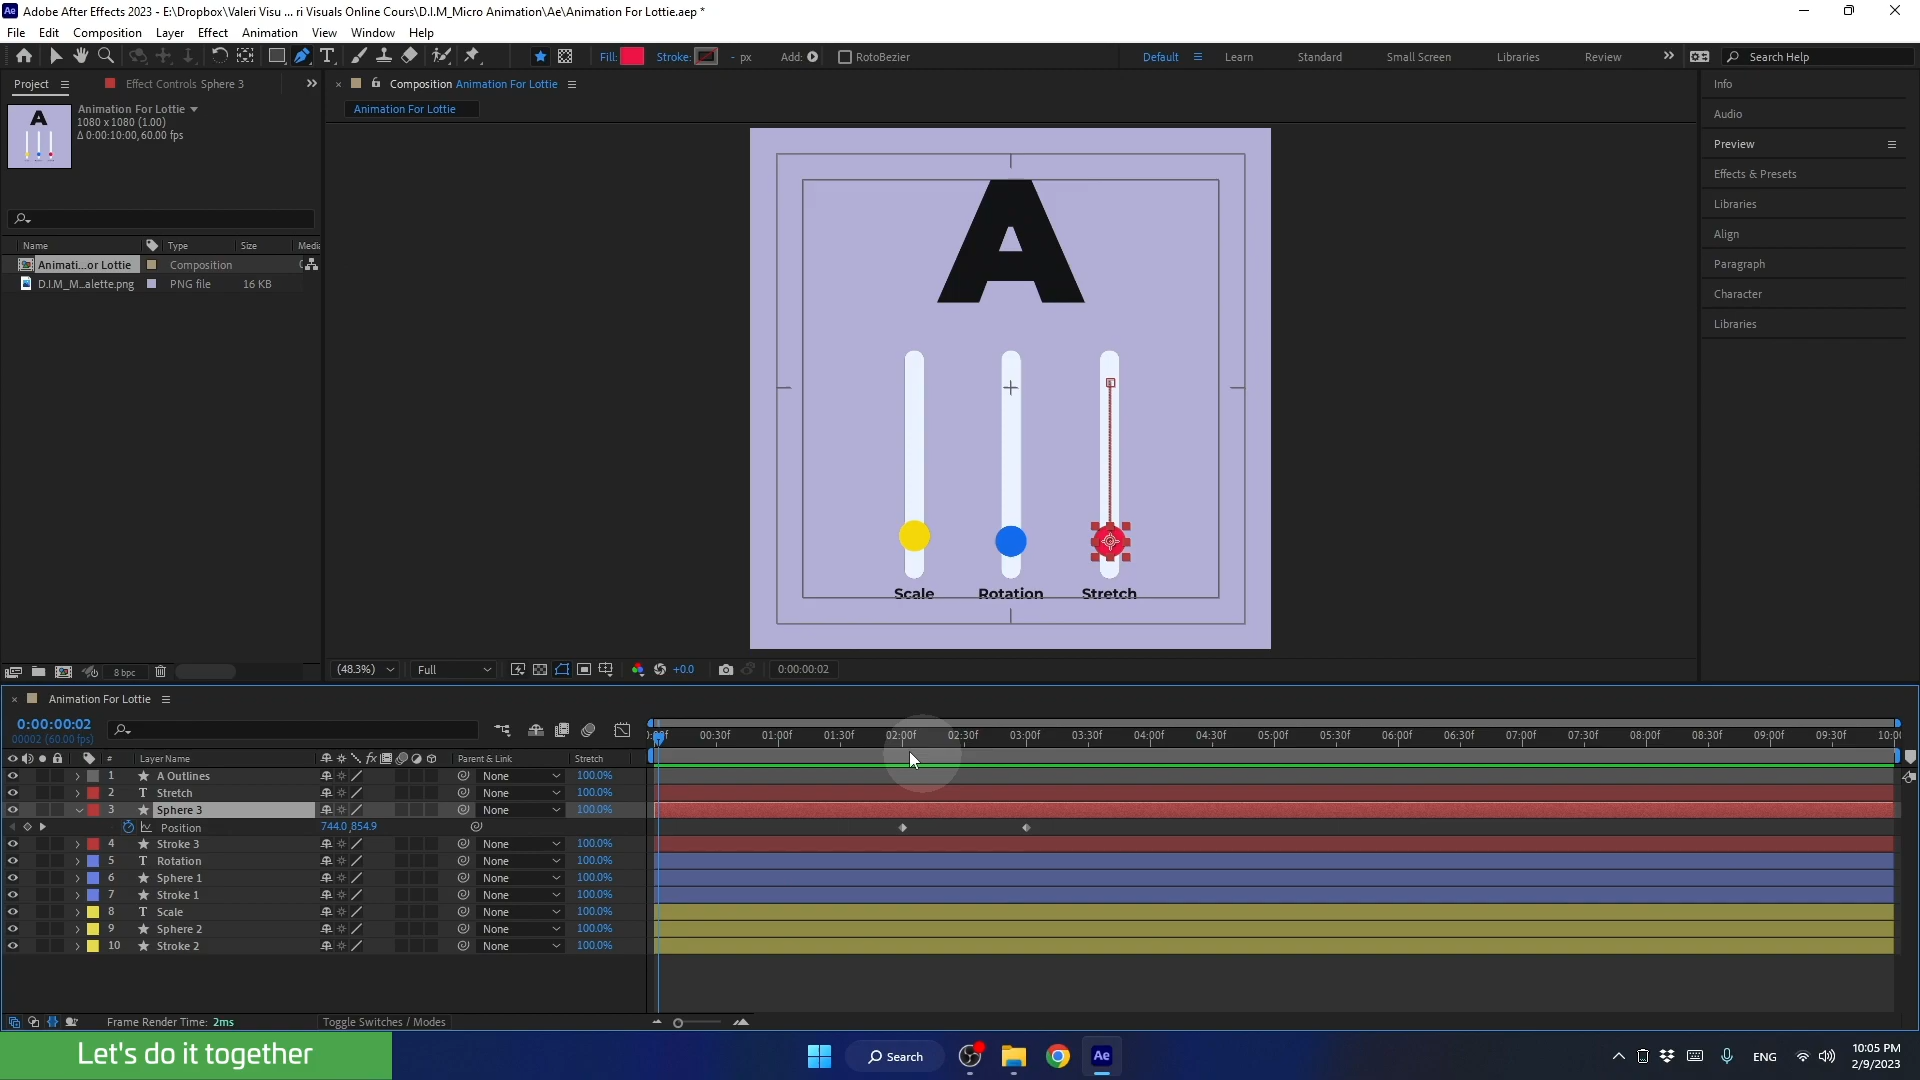 Adobe After Effects 2023 - E:\Dropbox\Valeri Visu ... ri Visuals Online Cours\D.I.M_Micro Animation\Ae\Animation For Lottie.aep *
File Edit Composition Layer Effect Animation View Window Help
Fill: Stroke: - px Add: RotoBezier Default Learn Standard Small Screen Libraries Review Search Help
Project Effect Controls Sphere 3
Composition Animation For Lottie
Animation For Lottie
Animation For Lottie
1080 x 1080 (1.00)
Δ 0:00:10:00, 60.00 fps
Name Type Size Media
Animati...or Lottie Composition
D.I.M_M...alette.png PNG file 16 KB
8 bpc
A
Scale Rotation Stretch
(48.3%) Full +0.0 0:00:00:02
Info
Audio
Preview
Effects & Presets
Libraries
Align
Paragraph
Character
Libraries
Animation For Lottie
0:00:00:02
00002 (60.00 fps)
00:30f 01:00f 01:30f 02:00f 02:30f 03:00f 03:30f 04:00f 04:30f 05:00f 05:30f 06:00f 06:30f 07:00f 07:30f 08:00f 08:30f 09:00f 09:30f 10:00
# Layer Name Parent & Link Stretch
1 A Outlines None 100.0%
2 T Stretch None 100.0%
3 Sphere 3 None 100.0%
Position 744.0, 854.9
4 Stroke 3 None 100.0%
5 T Rotation None 100.0%
6 Sphere 1 None 100.0%
7 Stroke 1 None 100.0%
8 T Scale None 100.0%
9 Sphere 2 None 100.0%
10 Stroke 2 None 100.0%
Frame Render Time: 2ms Toggle Switches / Modes
Let's do it together
Search
Ae
ENG
10:05 PM
2/9/2023